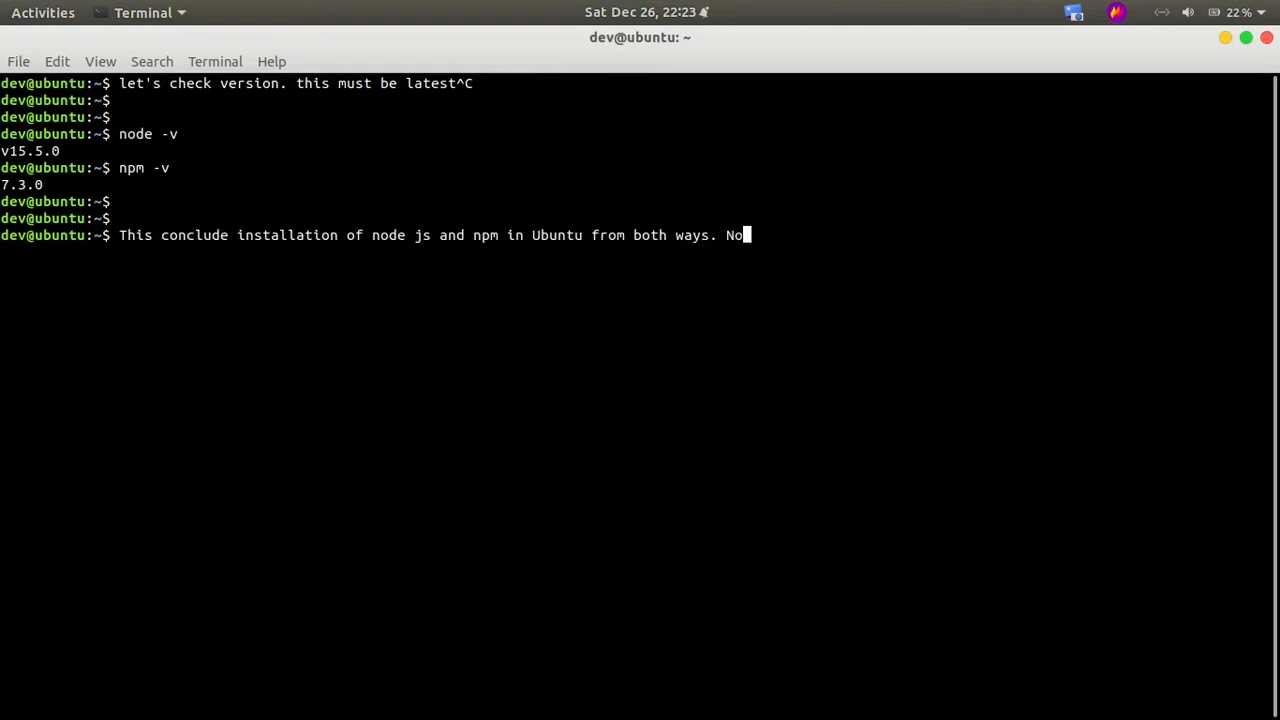 Activities Terminal Sat Dec 26, 22:23 22%
dev@ubuntu: ~
File Edit View Search Terminal Help
dev@ubuntu:~$ let's check version. this must be latest^C
dev@ubuntu:~$
dev@ubuntu:~$
dev@ubuntu:~$ node -v
v15.5.0
dev@ubuntu:~$ npm -v
7.3.0
dev@ubuntu:~$
dev@ubuntu:~$
dev@ubuntu:~$ This conclude installation of node js and npm in Ubuntu from both ways. No